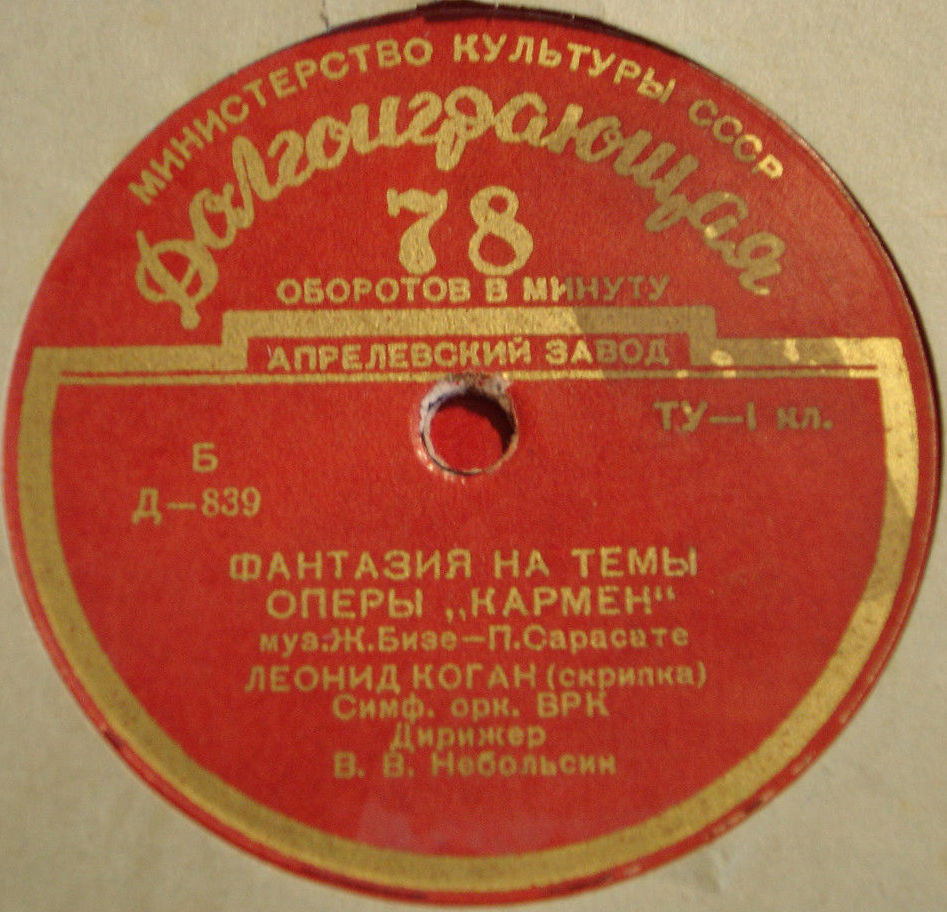 МИНИСТЕРСТВО КУЛЬТУРЫ СССР
Долгоиграющая
78
ОБОРОТОВ В МИНУТУ
АПРЕЛЕВСКИЙ ЗАВОД
ТУ—I кл.
Б
Д—839
ФАНТАЗИЯ НА ТЕМЫ
ОПЕРЫ „КАРМЕН“
муз.Ж.Бизе—П.Сарасате
ЛЕОНИД КОГАН (скрипка)
Симф. орк. ВРК
Дирижер
В. В. Небольсин